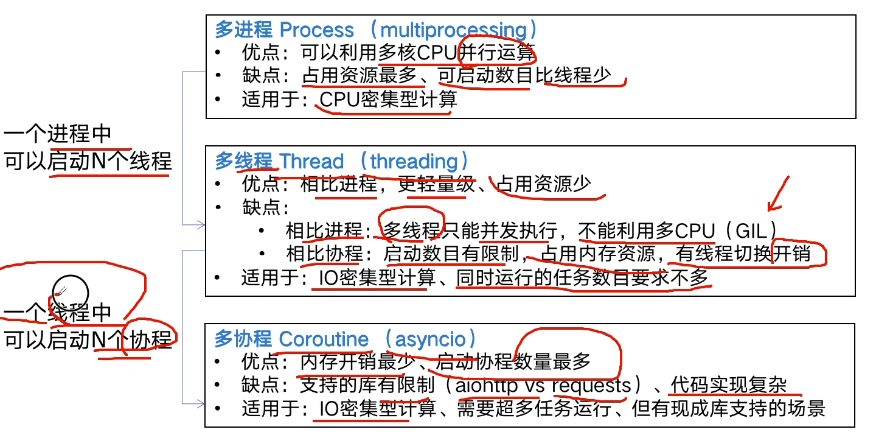 多进程 Process （multiprocessing)
• 优点：可以利用多核CPU并行运算
• 缺点：占用资源最多、可启动数目比线程少
• 适用于：CPU密集型计算
一个进程中
可以启动N个线程
多线程 Thread （threading)
• 优点：相比进程，更轻量级、占用资源少
• 缺点：
• 相比进程：多线程只能并发执行，不能利用多CPU（GIL）
• 相比协程：启动数目有限制，占用内存资源，有线程切换开销
• 适用于：IO密集型计算、同时运行的任务数目要求不多
一个线程中
可以启动N个协程
多协程 Coroutine （asyncio)
• 优点：内存开销最少、启动协程数量最多
• 缺点：支持的库有限制（aiohttp vs requests）、代码实现复杂
• 适用于：IO密集型计算、需要超多任务运行、但有现成库支持的场景